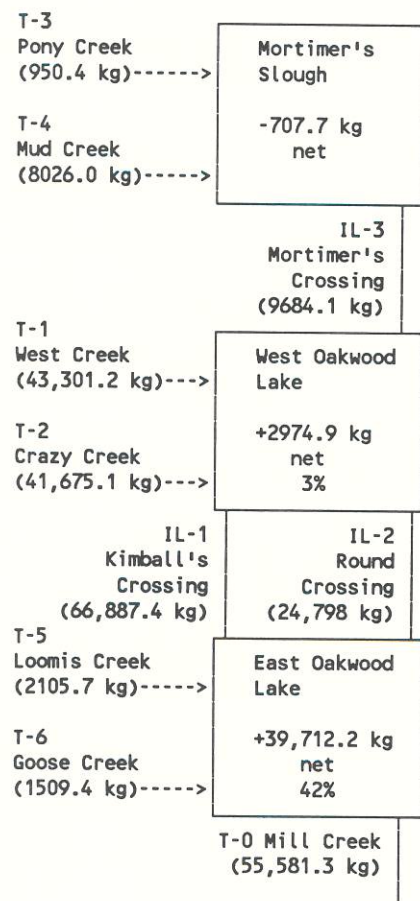 T-3
Pony Creek
(950.4 kg)------>
Mortimer's
Slough
-707.7 kg
net
T-4
Mud Creek
(8026.0 kg)----->
IL-3
Mortimer's
Crossing
(9684.1 kg)
T-1
West Creek
(43,301.2 kg)--->
West Oakwood
Lake
+2974.9 kg
net
3%
T-2
Crazy Creek
(41,675.1 kg)--->
IL-1
Kimball's
Crossing
(66,887.4 kg)
IL-2
Round
Crossing
(24,798 kg)
T-5
Loomis Creek
(2105.7 kg)----->
East Oakwood
Lake
+39,712.2 kg
net
42%
T-6
Goose Creek
(1509.4 kg)----->
T-O Mill Creek
(55,581.3 kg)